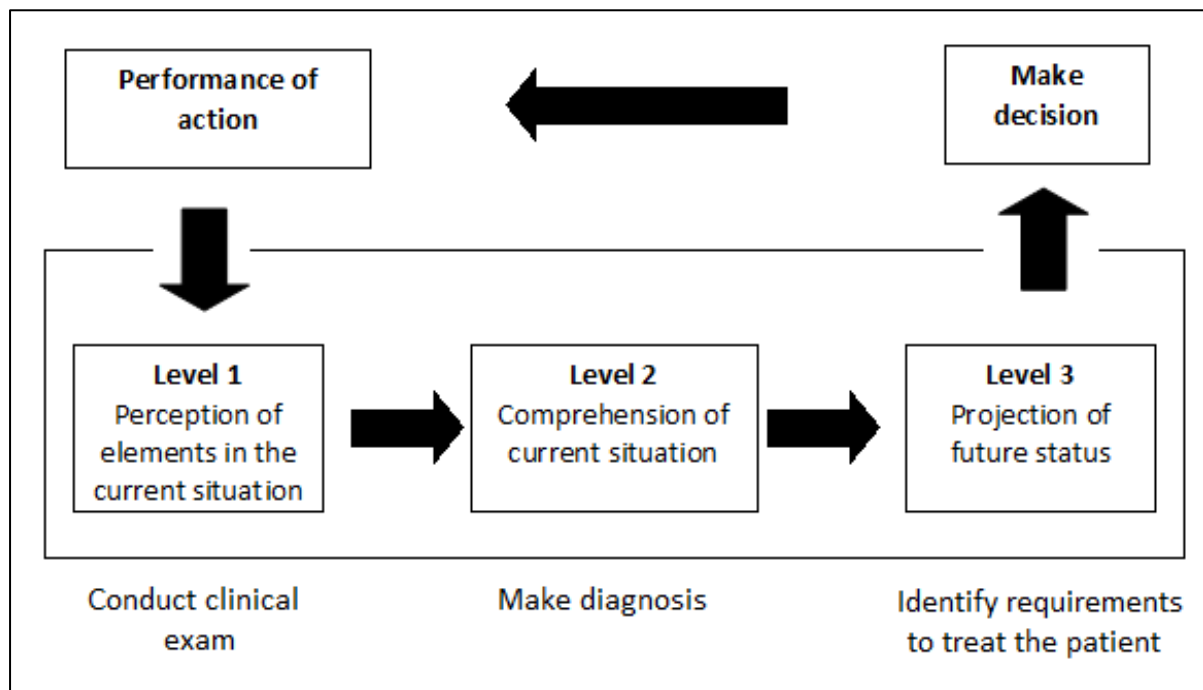 Performance of
action
Make
decision
Level 1
Perception of
elements in the
current situation
Level 2
Comprehension of
current situation
Level 3
Projection of
future status
Conduct clinical
exam
Make diagnosis
Identify requirements
to treat the patient